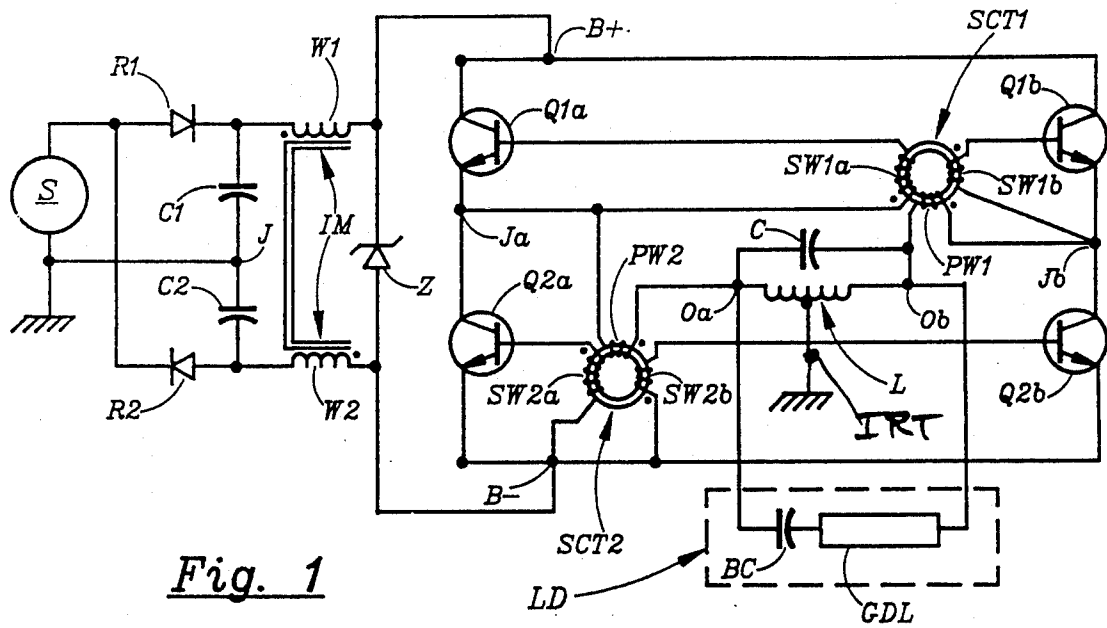 SCT1
B+
W1
R1
Q1a
Q1b
SW1a
SW1b
S
C1
J
IM
C
Ja
PW2
PW1
Jb
C2
Z
Q2a
Oa
Ob
L
SW2a
SW2b
Q2b
R2
W2
IRT
B-
SCT2
BC
LD
GDL
Fig. 1